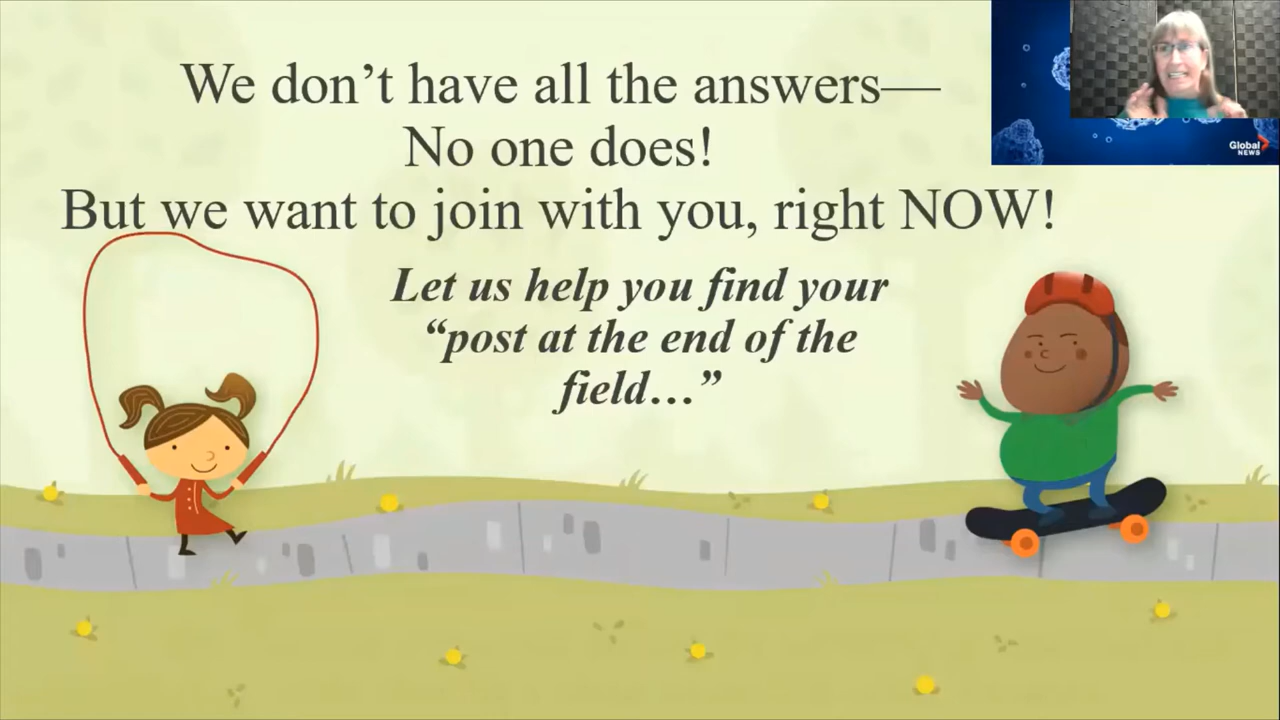 We don’t have all the answers—
No one does!
But we want to join with you, right NOW!
Let us help you find your
“post at the end of the
field…”
Global
NEWS